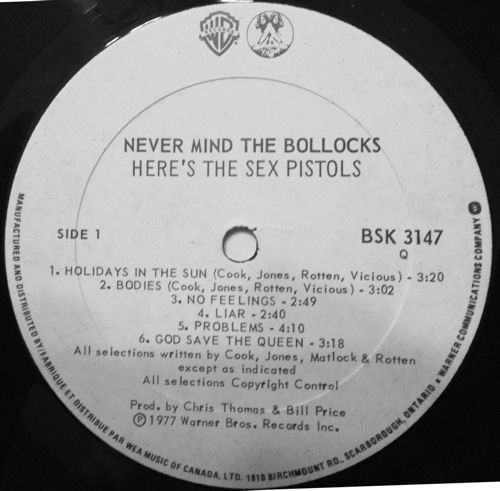 NEVER MIND THE BOLLOCKS
HERE'S THE SEX PISTOLS
SIDE 1
BSK 3147
Q
1. HOLIDAYS IN THE SUN (Cook, Jones, Rotten, Vicious) - 3:20
2. BODIES (Cook, Jones, Rotten, Vicious) - 3:02
3. NO FEELINGS - 2:49
4. LIAR - 2:40
5. PROBLEMS - 4:10
6. GOD SAVE THE QUEEN - 3:18
All selections written by Cook, Jones, Matlock & Rotten
except as indicated
All selections Copyright Control
Prod. by Chris Thomas & Bill Price
Ⓟ 1977 Warner Bros. Records Inc.
MANUFACTURED AND DISTRIBUTED BY/FABRIQUE ET DISTRIBUE PAR WEA MUSIC OF CANADA, LTD. 1810 BIRCHMOUNT RD., SCARBOROUGH, ONTARIO A WARNER COMMUNICATIONS COMPANY